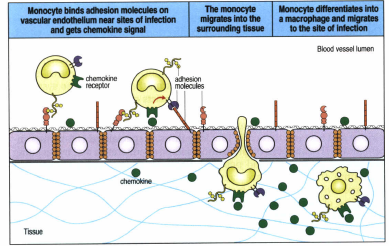 Monocyte binds adhesion molecules on
vascular endothelium near sites of infection
and gets chemokine signal
The monocyte
migrates into the
surrounding tissue
Monocyte differentiates into
a macrophage and migrates
to the site of infection
Blood vessel lumen
chemokine
receptor
adhesion
molecules
chemokine
Tissue